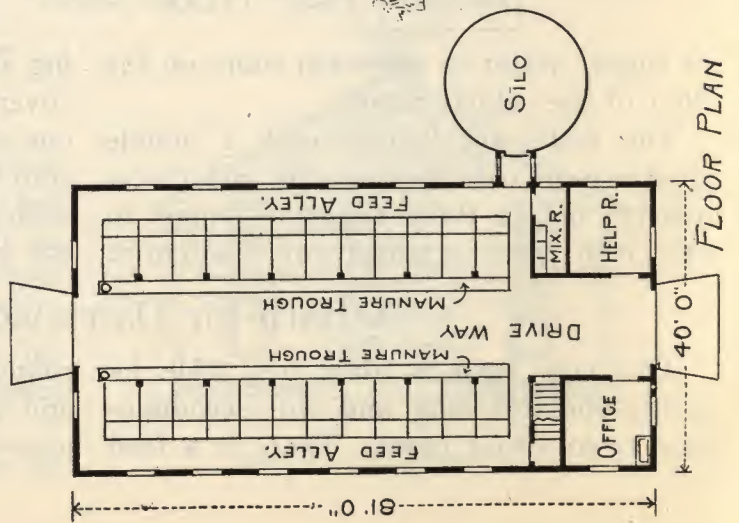 FLOOR PLAN
SILO
FEED ALLEY.
MIX. R.
HELP R.
MANURE TROUGH
DRIVE WAY
MANURE TROUGH
FEED ALLEY.
OFFICE
40' 0"
81' 0"